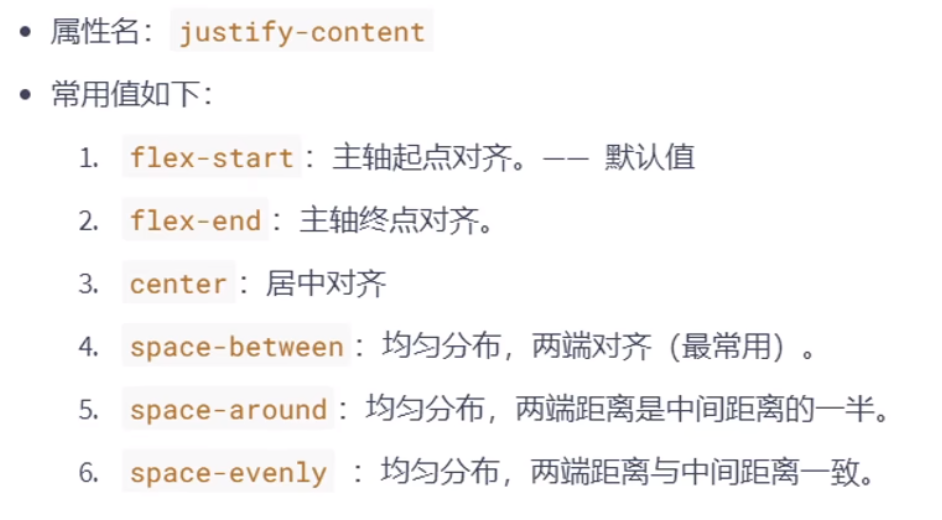 • 属性名：justify-content
• 常用值如下：
1. flex-start：主轴起点对齐。—— 默认值
2. flex-end：主轴终点对齐。
3. center：居中对齐
4. space-between：均匀分布，两端对齐（最常用）。
5. space-around：均匀分布，两端距离是中间距离的一半。
6. space-evenly ：均匀分布，两端距离与中间距离一致。